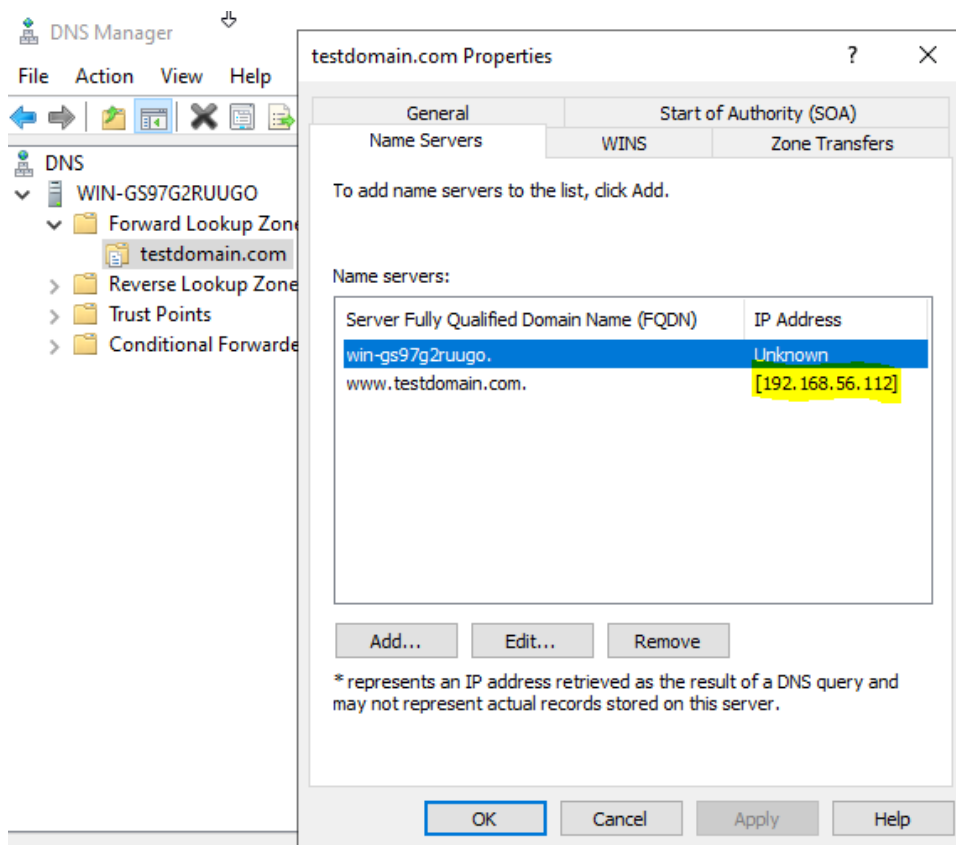 DNS Manager
File Action View Help
DNS
WIN-GS97G2RUUGO
Forward Lookup Zone
testdomain.com
Reverse Lookup Zone
Trust Points
Conditional Forwarde
testdomain.com Properties ? 
General Start of Authority (SOA)
Name Servers WINS Zone Transfers
To add name servers to the list, click Add.
Name servers:
Server Fully Qualified Domain Name (FQDN) IP Address
win-gs97g2ruugo. Unknown
www.testdomain.com. [192.168.56.112]
Add... Edit... Remove
* represents an IP address retrieved as the result of a DNS query and
may not represent actual records stored on this server.
OK Cancel Apply Help